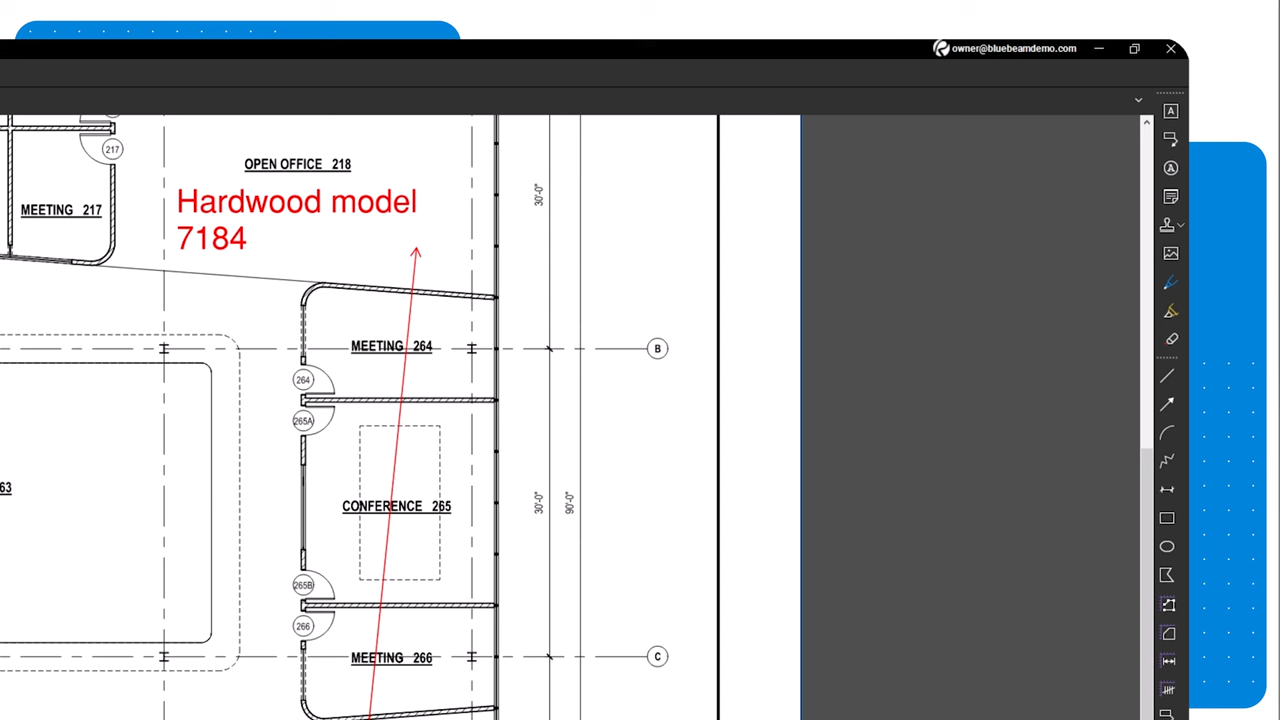 owner@bluebeamdemo.com
217
OPEN OFFICE 218
30'-0"
Hardwood model
7184
MEETING 217
MEETING 264
B
264
265A
63
CONFERENCE 265
30'-0"
90'-0"
265B
266
MEETING 266
C